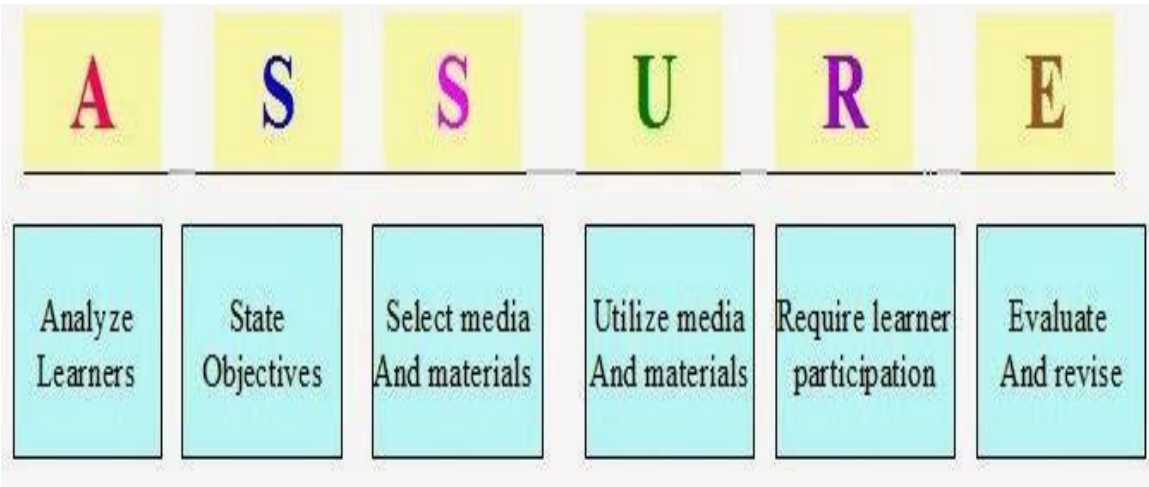 A S S U R E
Analyze
Learners
State
Objectives
Select media
And materials
Utilize media
And materials
Require learner
participation
Evaluate
And revise